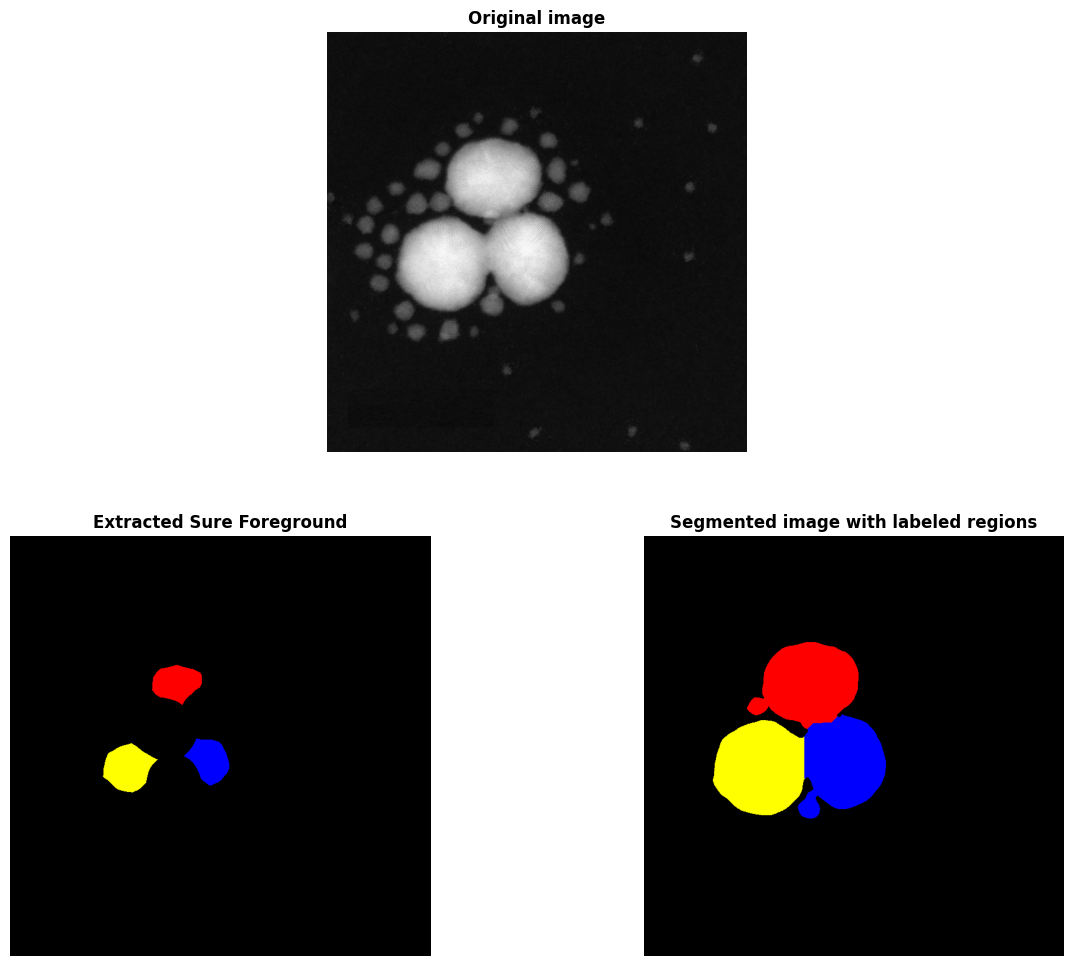 Original image
Extracted Sure Foreground
Segmented image with labeled regions